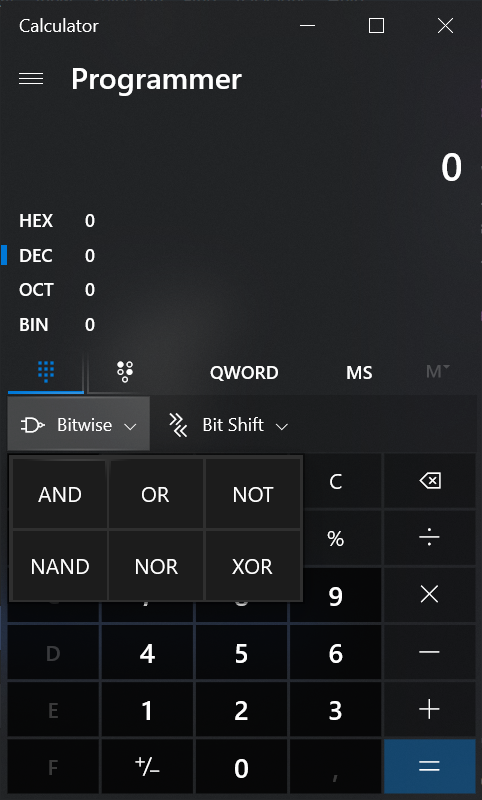 Calculator
Programmer
0
HEX 0
DEC 0
OCT 0
BIN 0
QWORD MS M
Bitwise Bit Shift
AND OR NOT C
NAND NOR XOR % ÷
9 ×
D 4 5 6 −
E 1 2 3 +
F +/− 0 , =